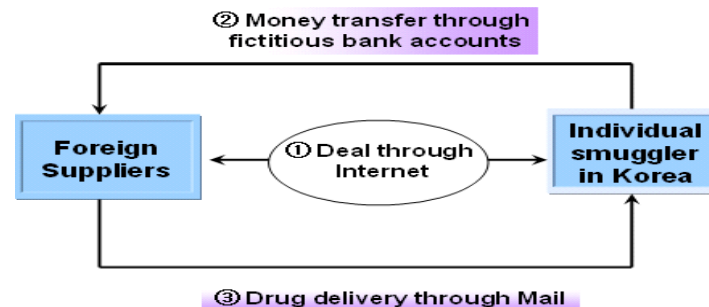 ② Money transfer through
fictitious bank accounts
Foreign
Suppliers
① Deal through
Internet
Individual
smuggler
in Korea
③ Drug delivery through Mail